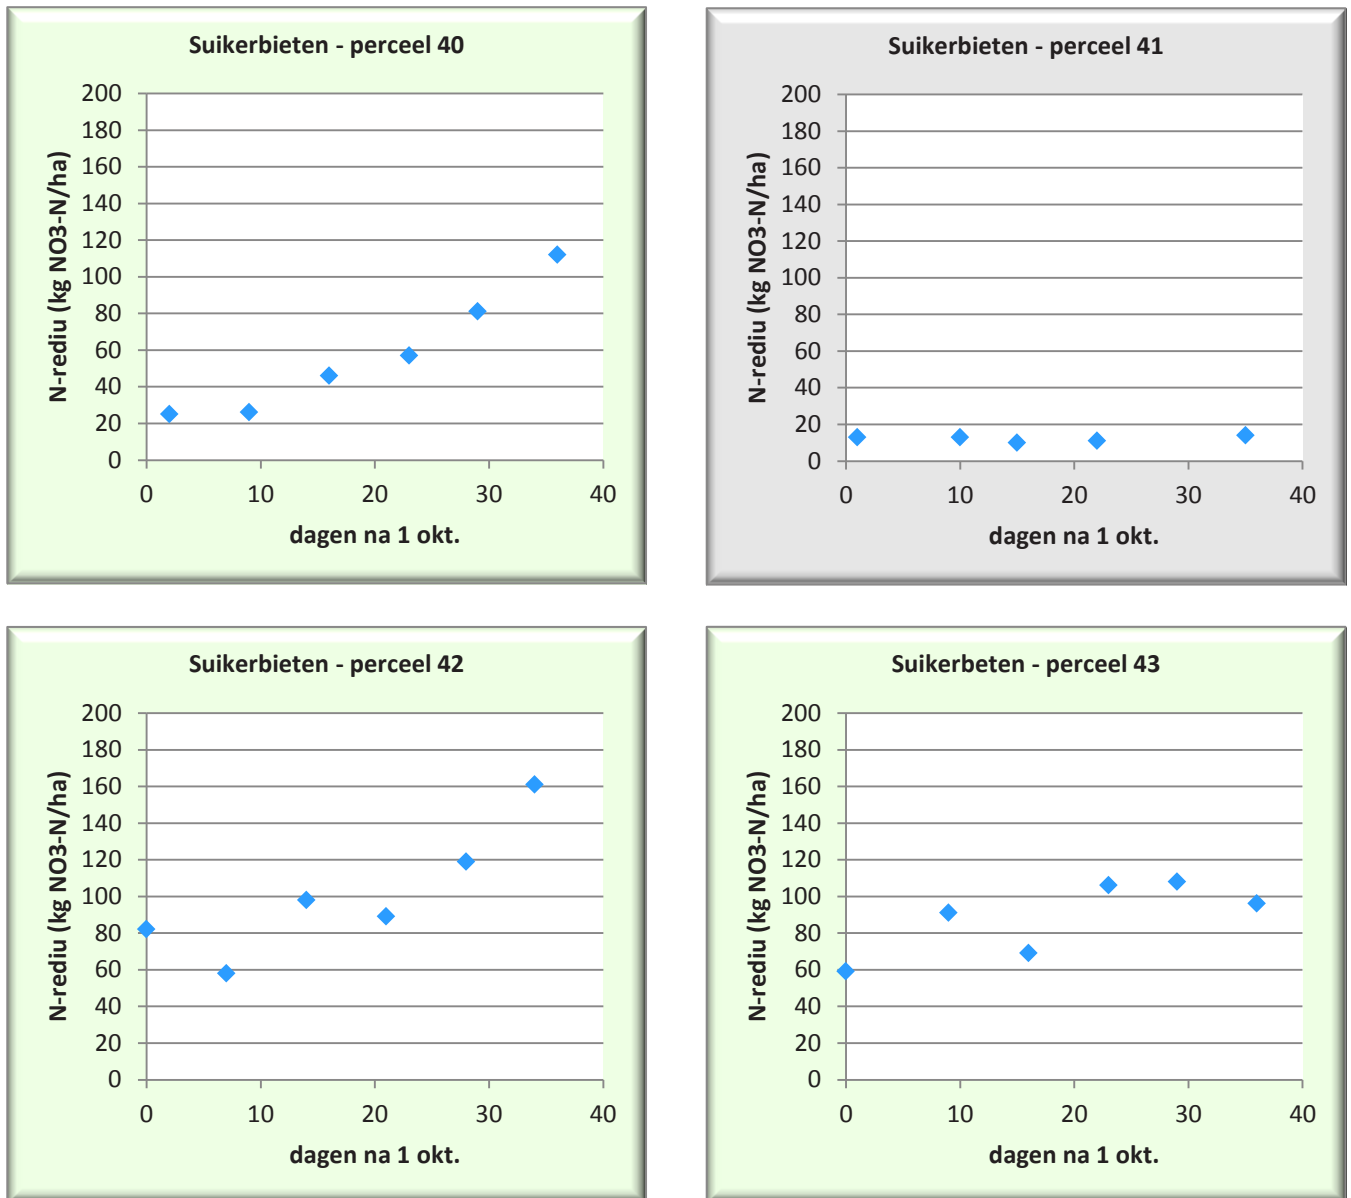 Suikerbieten - perceel 40
N-rediu (kg NO3-N/ha)
200
180
160
140
120
100
80
60
40
20
0
0 10 20 30 40
dagen na 1 okt.
Suikerbieten - perceel 41
N-rediu (kg NO3-N/ha)
200
180
160
140
120
100
80
60
40
20
0
0 10 20 30 40
dagen na 1 okt.
Suikerbieten - perceel 42
N-rediu (kg NO3-N/ha)
200
180
160
140
120
100
80
60
40
20
0
0 10 20 30 40
dagen na 1 okt.
Suikerbeten - perceel 43
N-rediu (kg NO3-N/ha)
200
180
160
140
120
100
80
60
40
20
0
0 10 20 30 40
dagen na 1 okt.